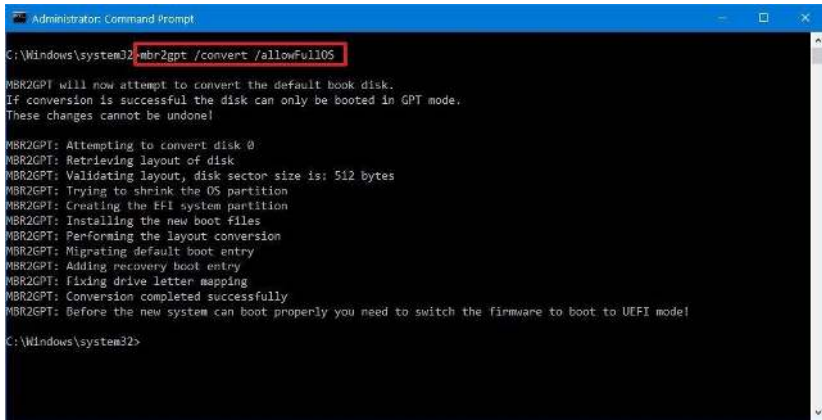 Administrator: Command Prompt
C:\Windows\system32>mbr2gpt /convert /allowFullOS
MBR2GPT will now attempt to convert the default book disk.
If conversion is successful the disk can only be booted in GPT mode.
These changes cannot be undone!
MBR2GPT: Attempting to convert disk 0
MBR2GPT: Retrieving layout of disk
MBR2GPT: Validating layout, disk sector size is: 512 bytes
MBR2GPT: Trying to shrink the OS partition
MBR2GPT: Creating the EFI system partition
MBR2GPT: Installing the new boot files
MBR2GPT: Performing the layout conversion
MBR2GPT: Migrating default boot entry
MBR2GPT: Adding recovery boot entry
MBR2GPT: Fixing drive letter mapping
MBR2GPT: Conversion completed successfully
MBR2GPT: Before the new system can boot properly you need to switch the firmware to boot to UEFI mode!
C:\Windows\system32>